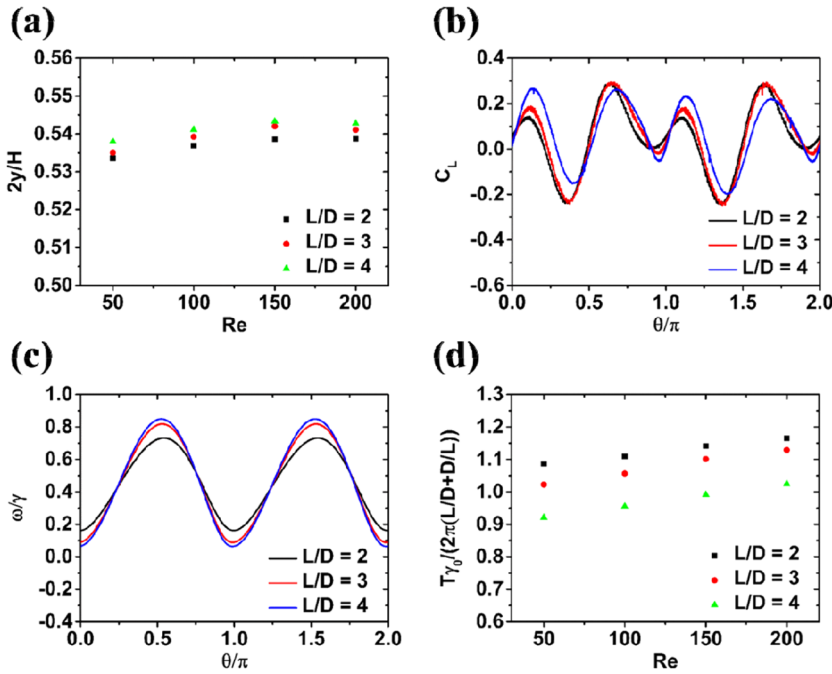 (a)
0.56
0.55
0.54
0.53
0.52
0.51
0.50
2y/H
L/D = 2
L/D = 3
L/D = 4
50 100 150 200
Re
(b)
0.4
0.2
0.0
-0.2
-0.4
-0.6
C_L
L/D = 2
L/D = 3
L/D = 4
0.0 0.5 1.0 1.5 2.0
θ/π
(c)
1.0
0.8
0.6
0.4
0.2
0.0
-0.2
-0.4
ω/γ
L/D = 2
L/D = 3
L/D = 4
0.0 0.5 1.0 1.5 2.0
θ/π
(d)
1.3
1.2
1.1
1.0
0.9
0.8
0.7
0.6
Tγ₀/(2π(L/D+D/L))
L/D = 2
L/D = 3
L/D = 4
50 100 150 200
Re